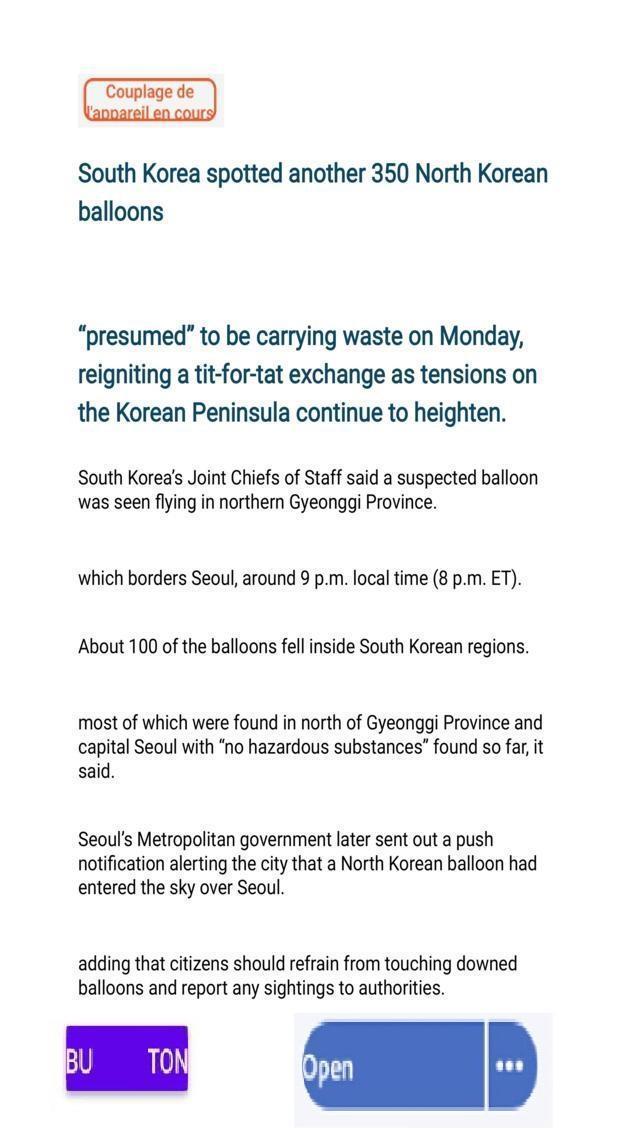 Couplage de
l'appareil en cours
South Korea spotted another 350 North Korean
balloons
“presumed” to be carrying waste on Monday,
reigniting a tit-for-tat exchange as tensions on
the Korean Peninsula continue to heighten.
South Korea’s Joint Chiefs of Staff said a suspected balloon
was seen flying in northern Gyeonggi Province.
which borders Seoul, around 9 p.m. local time (8 p.m. ET).
About 100 of the balloons fell inside South Korean regions.
most of which were found in north of Gyeonggi Province and
capital Seoul with “no hazardous substances” found so far, it
said.
Seoul’s Metropolitan government later sent out a push
notification alerting the city that a North Korean balloon had
entered the sky over Seoul.
adding that citizens should refrain from touching downed
balloons and report any sightings to authorities.
BU TON
Open